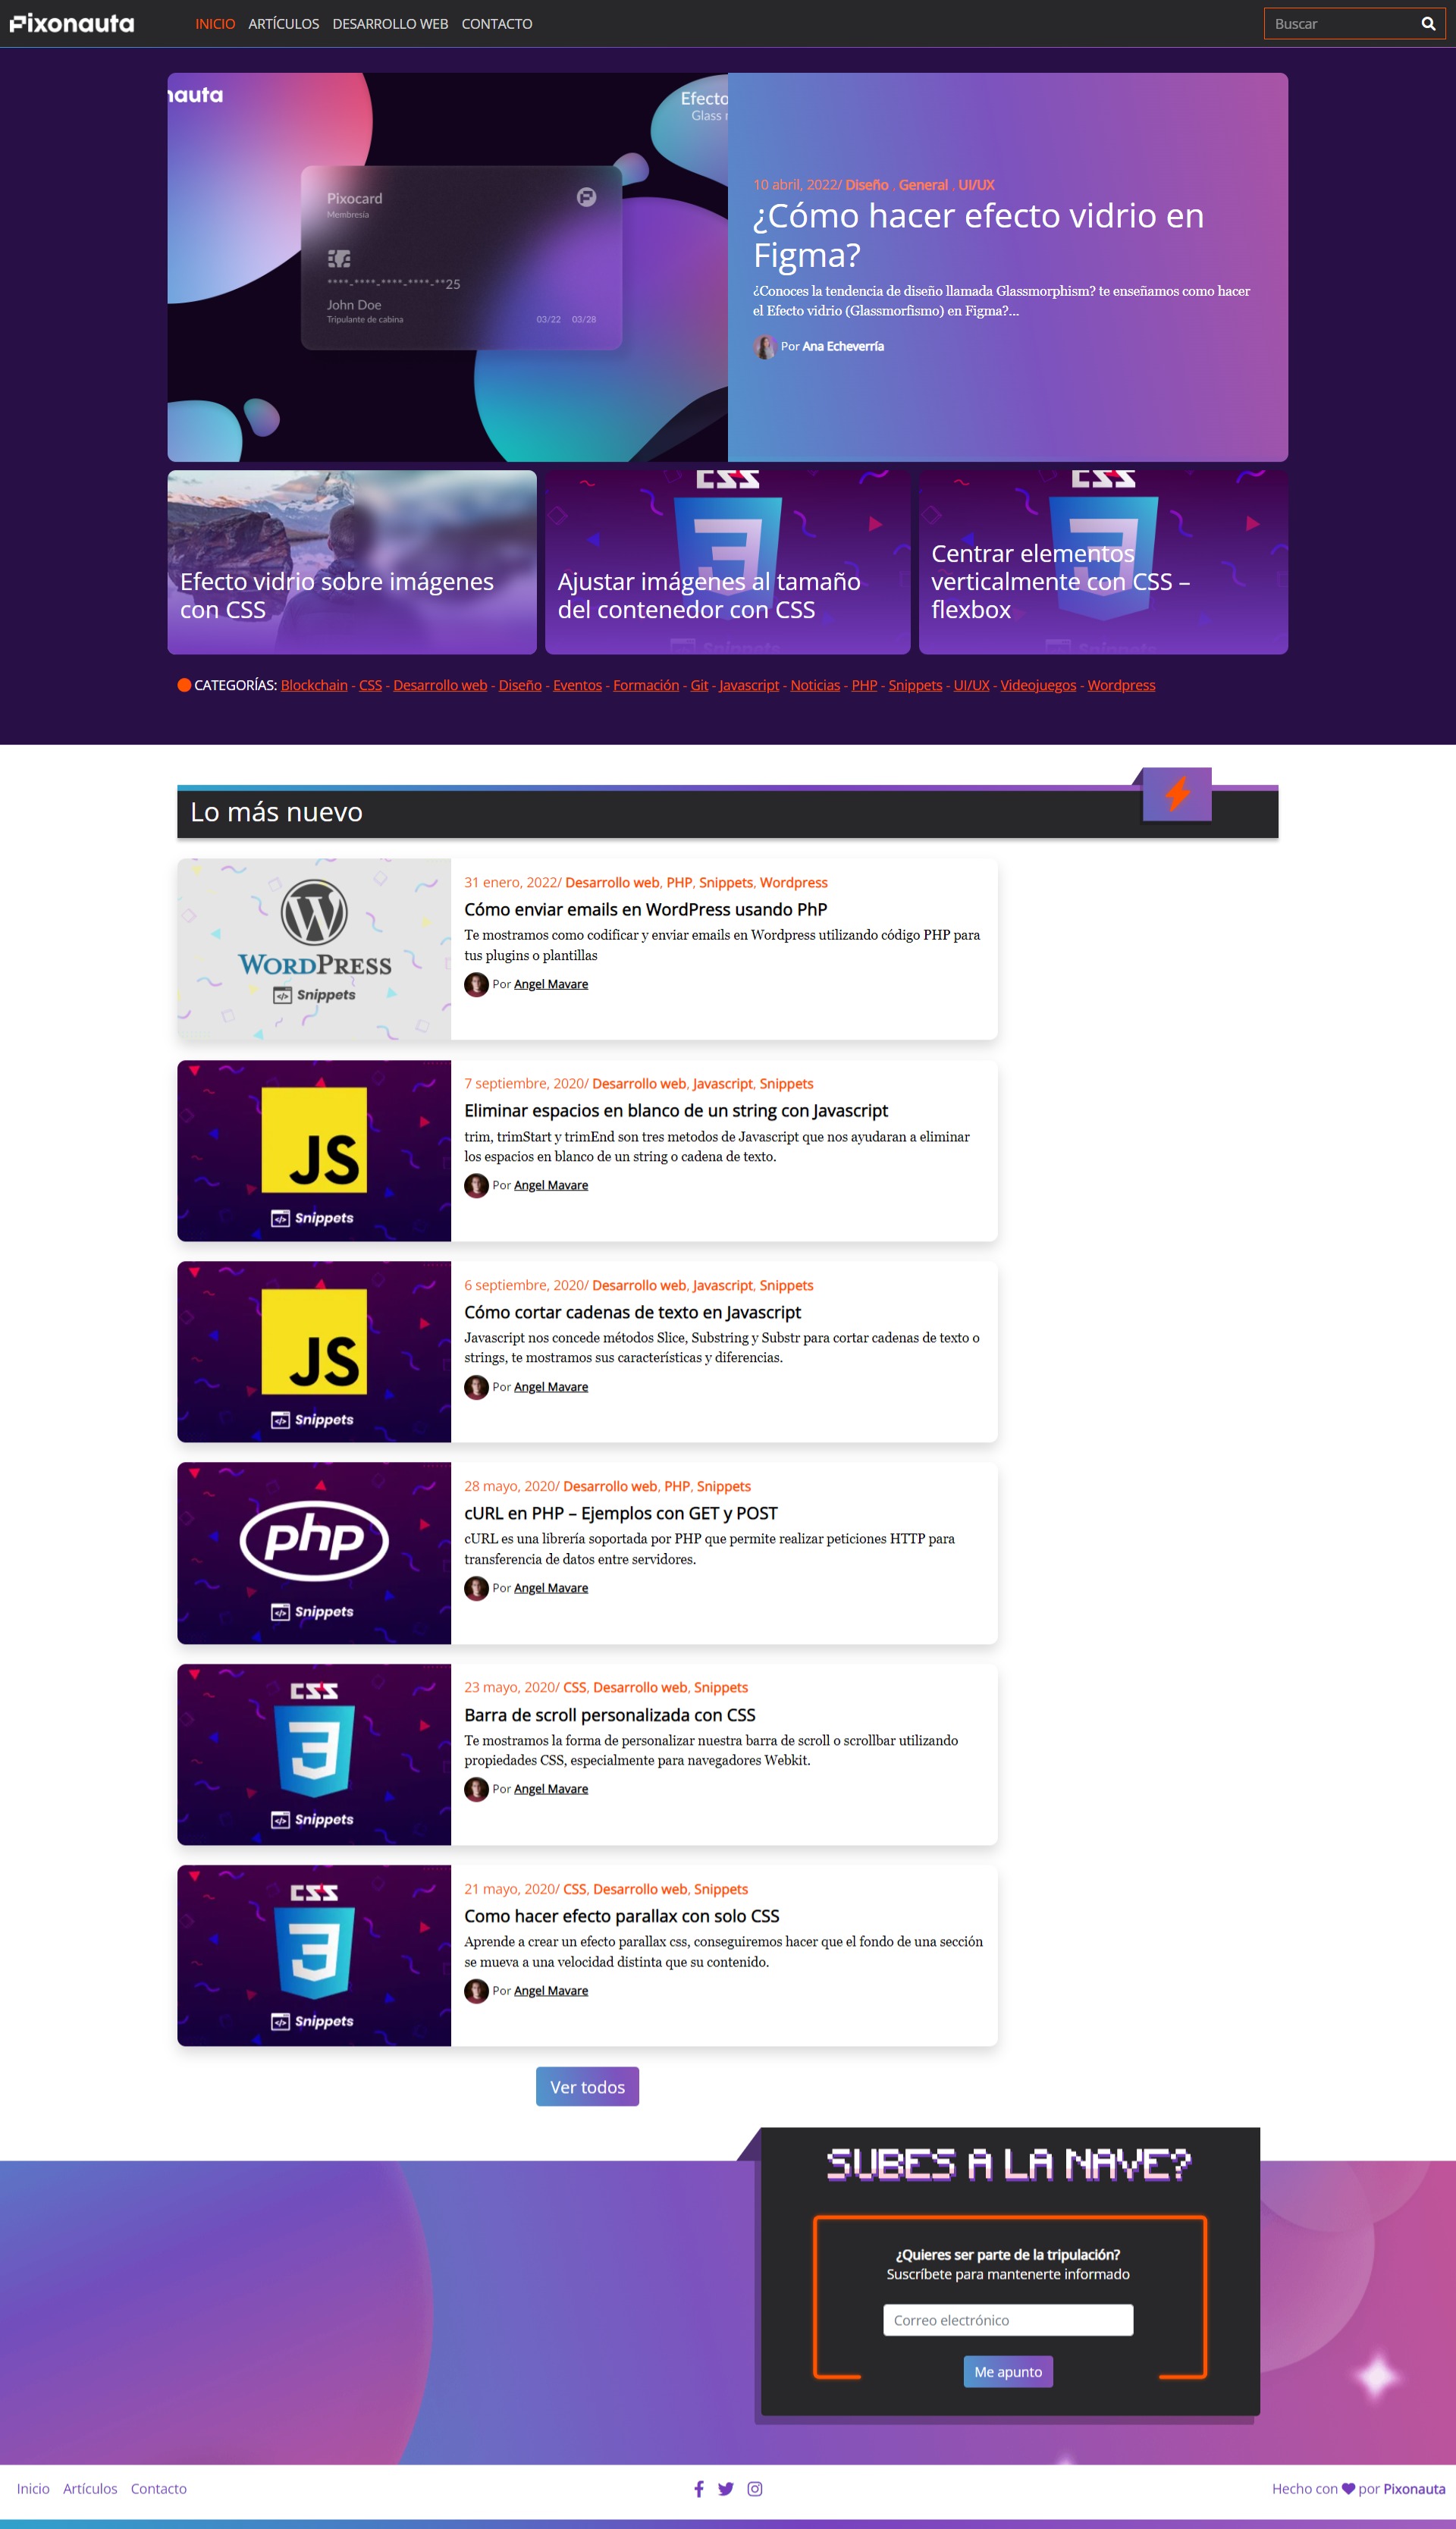 Pixonauta
INICIO ARTÍCULOS DESARROLLO WEB CONTACTO
Buscar
nauta
Efecto
Glass
Pixocard
Membresia
****-****-****-****-**25
John Doe
Tripulante de cabina
03/22 03/28
10 abril, 2022/ Diseño , General , UI/UX
¿Cómo hacer efecto vidrio en
Figma?
¿Conoces la tendencia de diseño llamada Glassmorphism? te enseñamos como hacer
el Efecto vidrio (Glassmorfismo) en Figma?...
Por Ana Echeverría
Efecto vidrio sobre imágenes
con CSS
CSS
3
Ajustar imágenes al tamaño
del contenedor con CSS
Snippets
CSS
3
Centrar elementos
verticalmente con CSS –
flexbox
Snippets
CATEGORÍAS: Blockchain - CSS - Desarrollo web - Diseño - Eventos - Formación - Git - Javascript - Noticias - PHP - Snippets - UI/UX - Videojuegos - Wordpress
Lo más nuevo
W
WORDPRESS
Snippets
31 enero, 2022/ Desarrollo web, PHP, Snippets, Wordpress
Cómo enviar emails en WordPress usando PhP
Te mostramos como codificar y enviar emails en Wordpress utilizando código PHP para
tus plugins o plantillas
Por Angel Mavare
JS
Snippets
7 septiembre, 2020/ Desarrollo web, Javascript, Snippets
Eliminar espacios en blanco de un string con Javascript
trim, trimStart y trimEnd son tres metodos de Javascript que nos ayudaran a eliminar
los espacios en blanco de un string o cadena de texto.
Por Angel Mavare
JS
Snippets
6 septiembre, 2020/ Desarrollo web, Javascript, Snippets
Cómo cortar cadenas de texto en Javascript
Javascript nos concede métodos Slice, Substring y Substr para cortar cadenas de texto o
strings, te mostramos sus características y diferencias.
Por Angel Mavare
php
Snippets
28 mayo, 2020/ Desarrollo web, PHP, Snippets
cURL en PHP – Ejemplos con GET y POST
cURL es una librería soportada por PHP que permite realizar peticiones HTTP para
transferencia de datos entre servidores.
Por Angel Mavare
CSS
3
Snippets
23 mayo, 2020/ CSS, Desarrollo web, Snippets
Barra de scroll personalizada con CSS
Te mostramos la forma de personalizar nuestra barra de scroll o scrollbar utilizando
propiedades CSS, especialmente para navegadores Webkit.
Por Angel Mavare
CSS
3
Snippets
21 mayo, 2020/ CSS, Desarrollo web, Snippets
Como hacer efecto parallax con solo CSS
Aprende a crear un efecto parallax css, conseguiremos hacer que el fondo de una sección
se mueva a una velocidad distinta que su contenido.
Por Angel Mavare
Ver todos
SUBES A LA NAVE?
¿Quieres ser parte de la tripulación?
Suscríbete para mantenerte informado
Correo electrónico
Me apunto
Inicio Artículos Contacto
Hecho con por Pixonauta